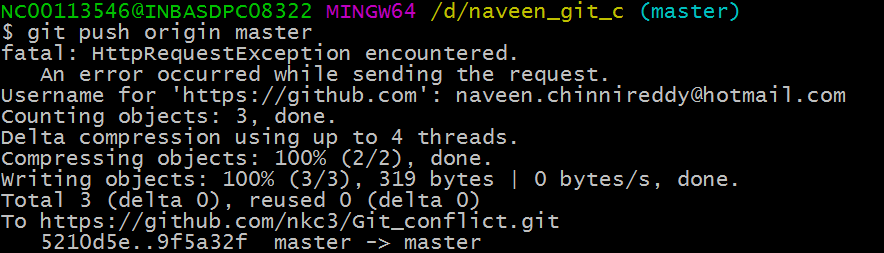 NC00113546@INBASDPC08322 MINGW64 /d/naveen_git_c (master)
$ git push origin master
fatal: HttpRequestException encountered.
   An error occurred while sending the request.
Username for 'https://github.com': naveen.chinnireddy@hotmail.com
Counting objects: 3, done.
Delta compression using up to 4 threads.
Compressing objects: 100% (2/2), done.
Writing objects: 100% (3/3), 319 bytes | 0 bytes/s, done.
Total 3 (delta 0), reused 0 (delta 0)
To https://github.com/nkc3/Git_conflict.git
   5210d5e..9f5a32f  master -> master